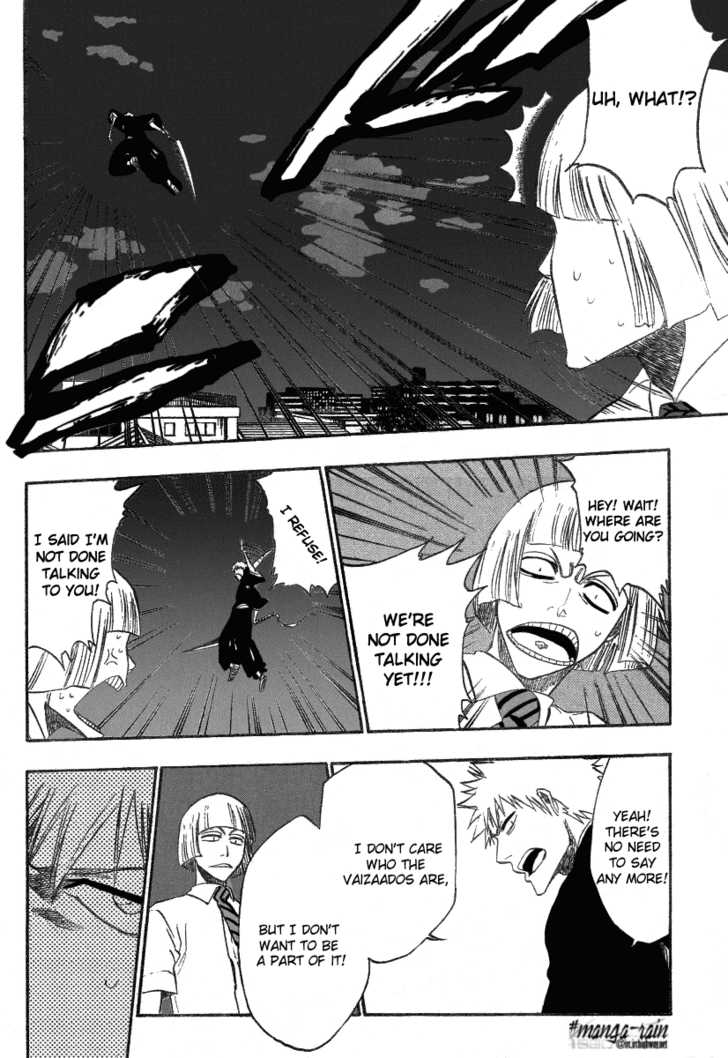 UH, WHAT!?
HEY! WAIT!
WHERE ARE
YOU GOING?
WE'RE
NOT DONE
TALKING
YET!!!
I REFUSE!
I SAID I'M
NOT DONE
TALKING
TO YOU!
YEAH!
THERE'S
NO NEED
TO SAY
ANY MORE!
I DON'T CARE
WHO THE
VAIZAADOS ARE,
BUT I DON'T
WANT TO BE
A PART OF IT!
#manga-rain